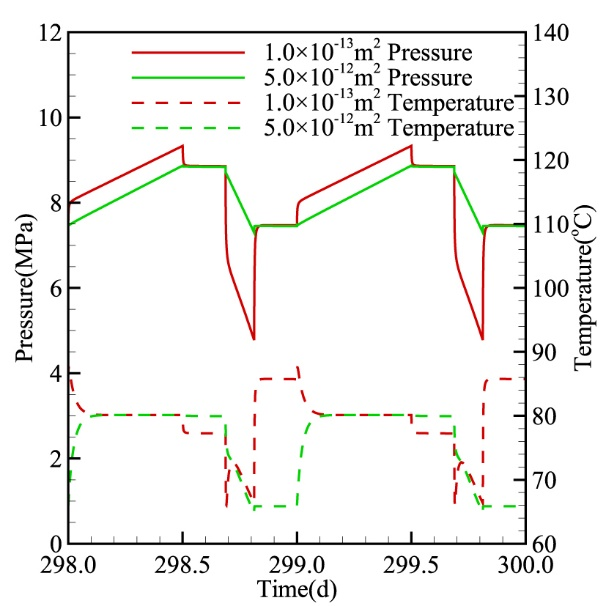 1.0×10⁻¹³m² Pressure
5.0×10⁻¹²m² Pressure
1.0×10⁻¹³m² Temperature
5.0×10⁻¹²m² Temperature
12
10
8
6
4
2
0
Pressure(MPa)
140
130
120
110
100
90
80
70
60
Temperature(°C)
298.0 298.5 299.0 299.5 300.0
Time(d)